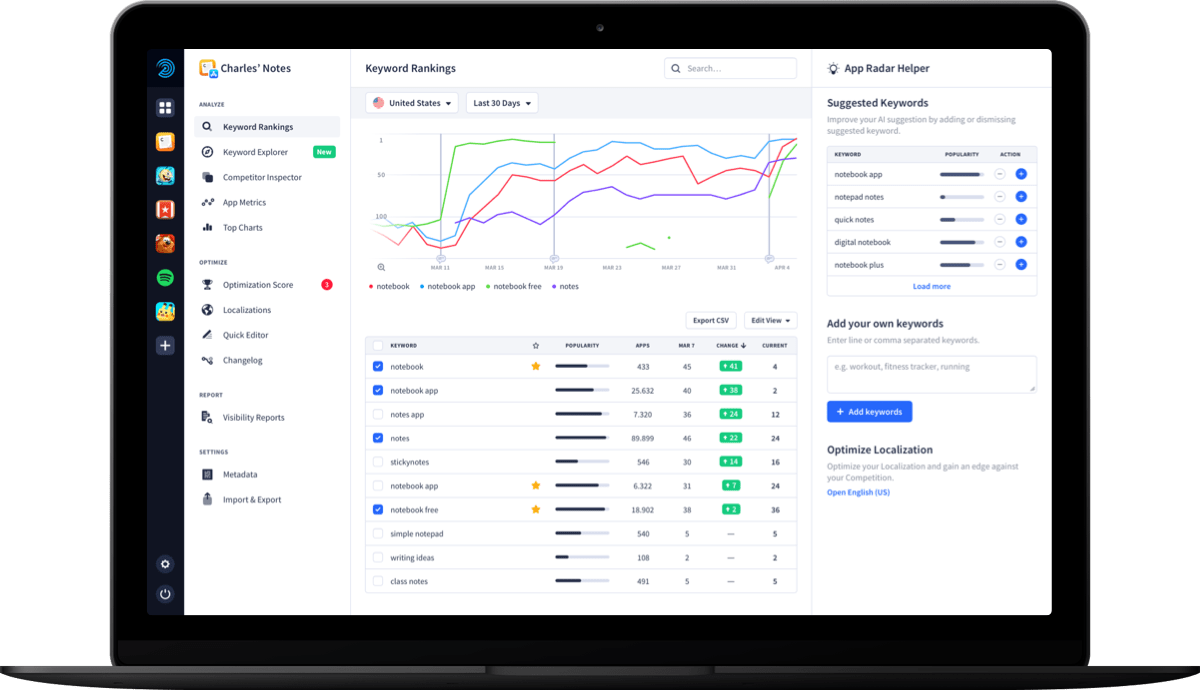 Charles' Notes
ANALYZE
Keyword Rankings
Keyword Explorer New
Competitor Inspector
App Metrics
Top Charts
OPTIMIZE
Optimization Score 3
Localizations
Quick Editor
Changelog
REPORT
Visibility Reports
SETTINGS
Metadata
Import & Export
Keyword Rankings
Search...
United States
Last 30 Days
1
50
100
MAR 11 MAR 15 MAR 19 MAR 23 MAR 27 MAR 31 APR 4
notebook notebook app notebook free notes
Export CSV Edit View
KEYWORD POPULARITY APPS MAR 7 CHANGE CURRENT
notebook 433 45 41 4
notebook app 25.632 40 38 2
notes app 7.320 36 24 12
notes 89.899 46 22 24
stickynotes 546 30 14 16
notebook app 6.322 31 7 24
notebook free 18.902 38 2 36
simple notepad 540 5 — 5
writing ideas 108 2 — 2
class notes 491 5 — 5
App Radar Helper
Suggested Keywords
Improve your AI suggestion by adding or dismissing
suggested keyword.
KEYWORD POPULARITY ACTION
notebook app
notepad notes
quick notes
digital notebook
notebook plus
Load more
Add your own keywords
Enter line or comma separated keywords.
e.g. workout, fitness tracker, running
+ Add keywords
Optimize Localization
Optimize your Localization and gain an edge against
your Competition.
Open English (US)